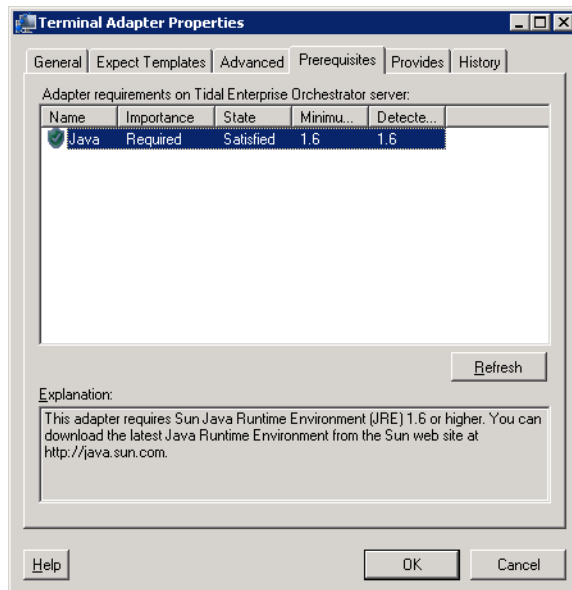 Terminal Adapter Properties
General Expect Templates Advanced Prerequisites Provides History
Adapter requirements on Tidal Enterprise Orchestrator server:
Name Importance State Minimu... Detecte...
Java Required Satisfied 1.6 1.6
Refresh
Explanation:
This adapter requires Sun Java Runtime Environment (JRE) 1.6 or higher. You can
download the latest Java Runtime Environment from the Sun web site at
http://java.sun.com.
Help OK Cancel